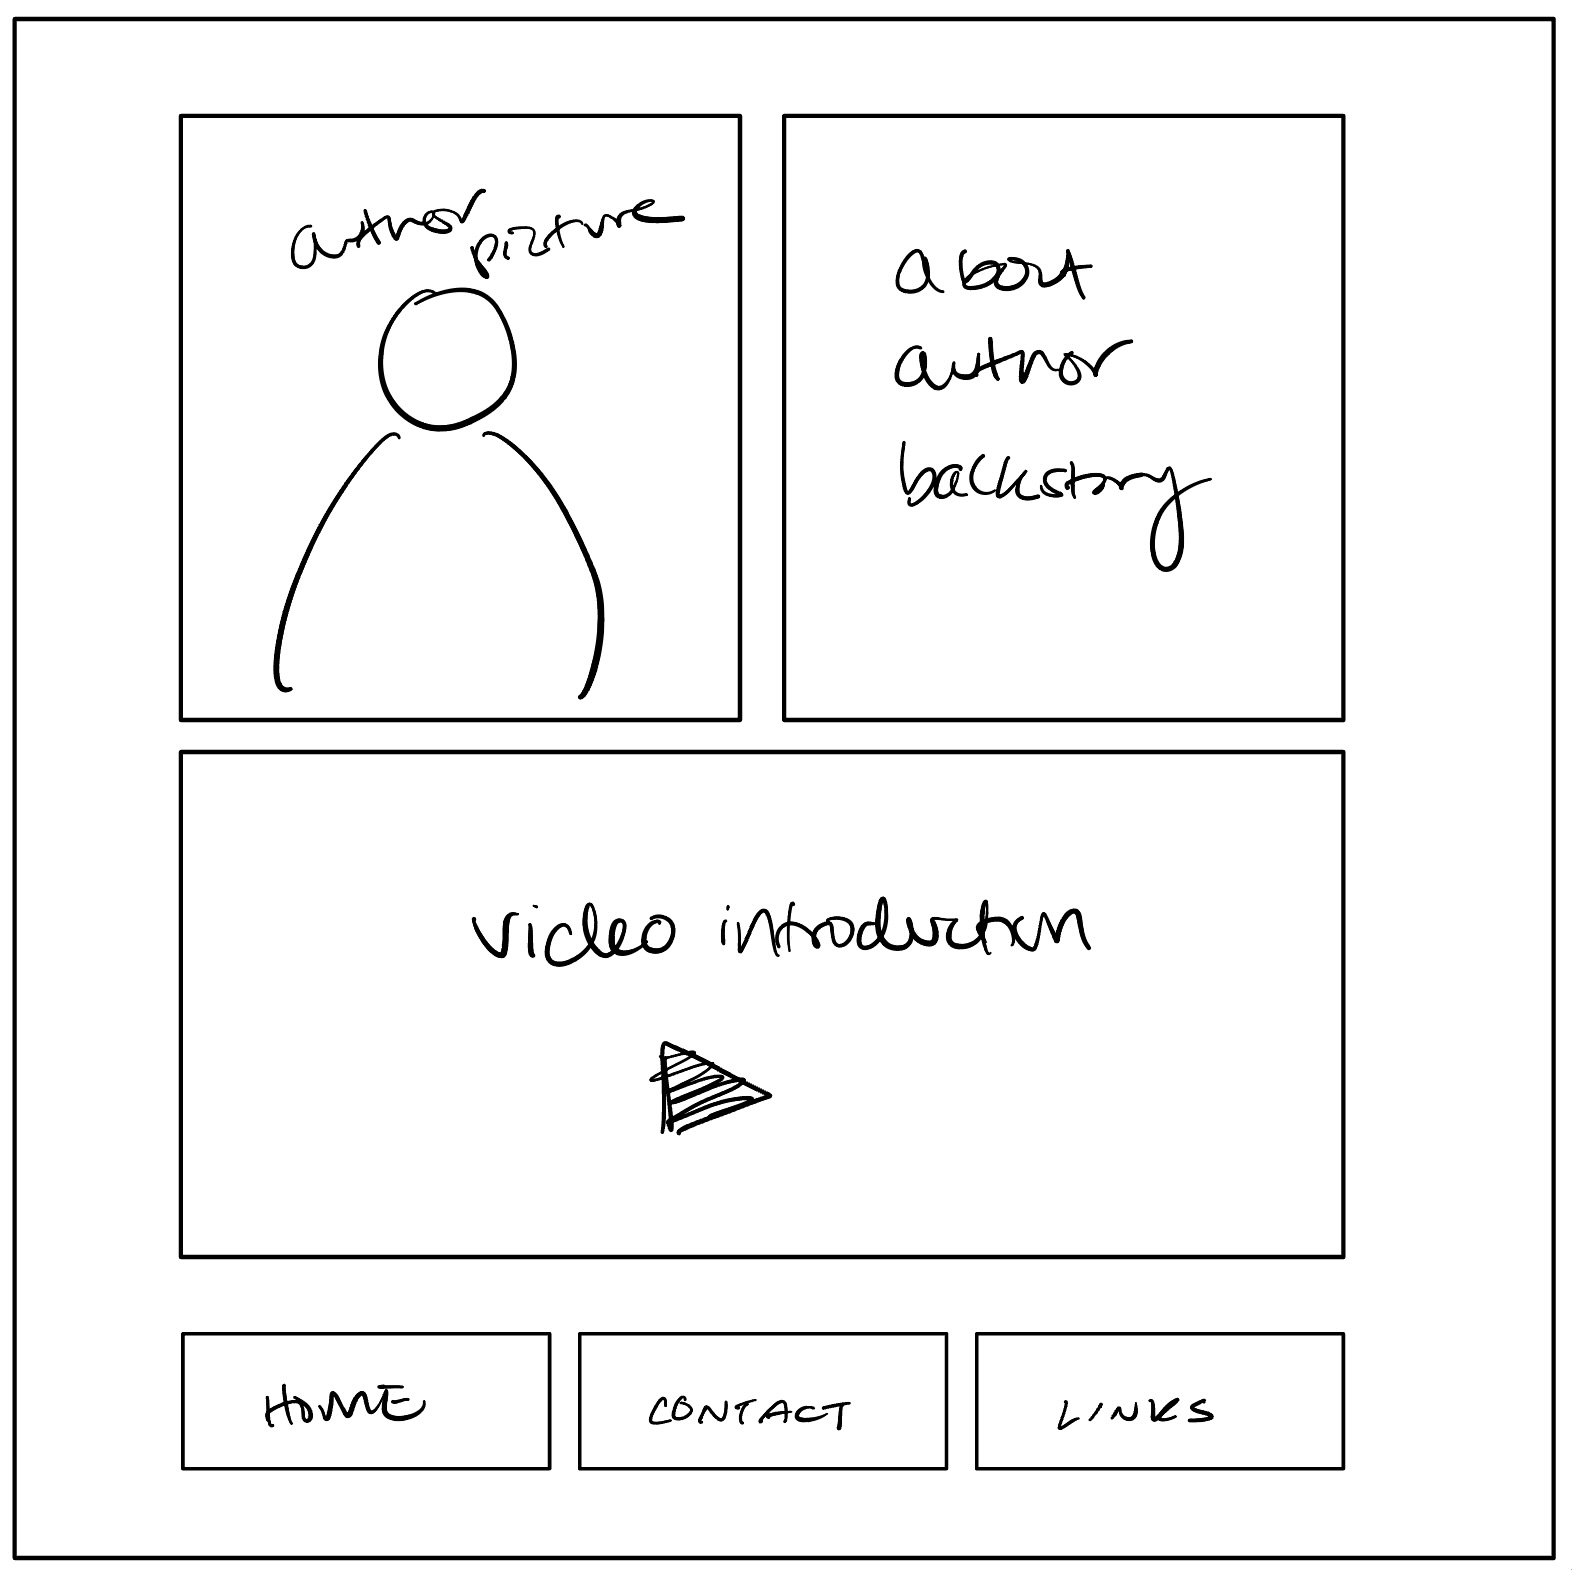 author picture
about
author
backstory
video introduction
HOME
CONTACT
LINKS